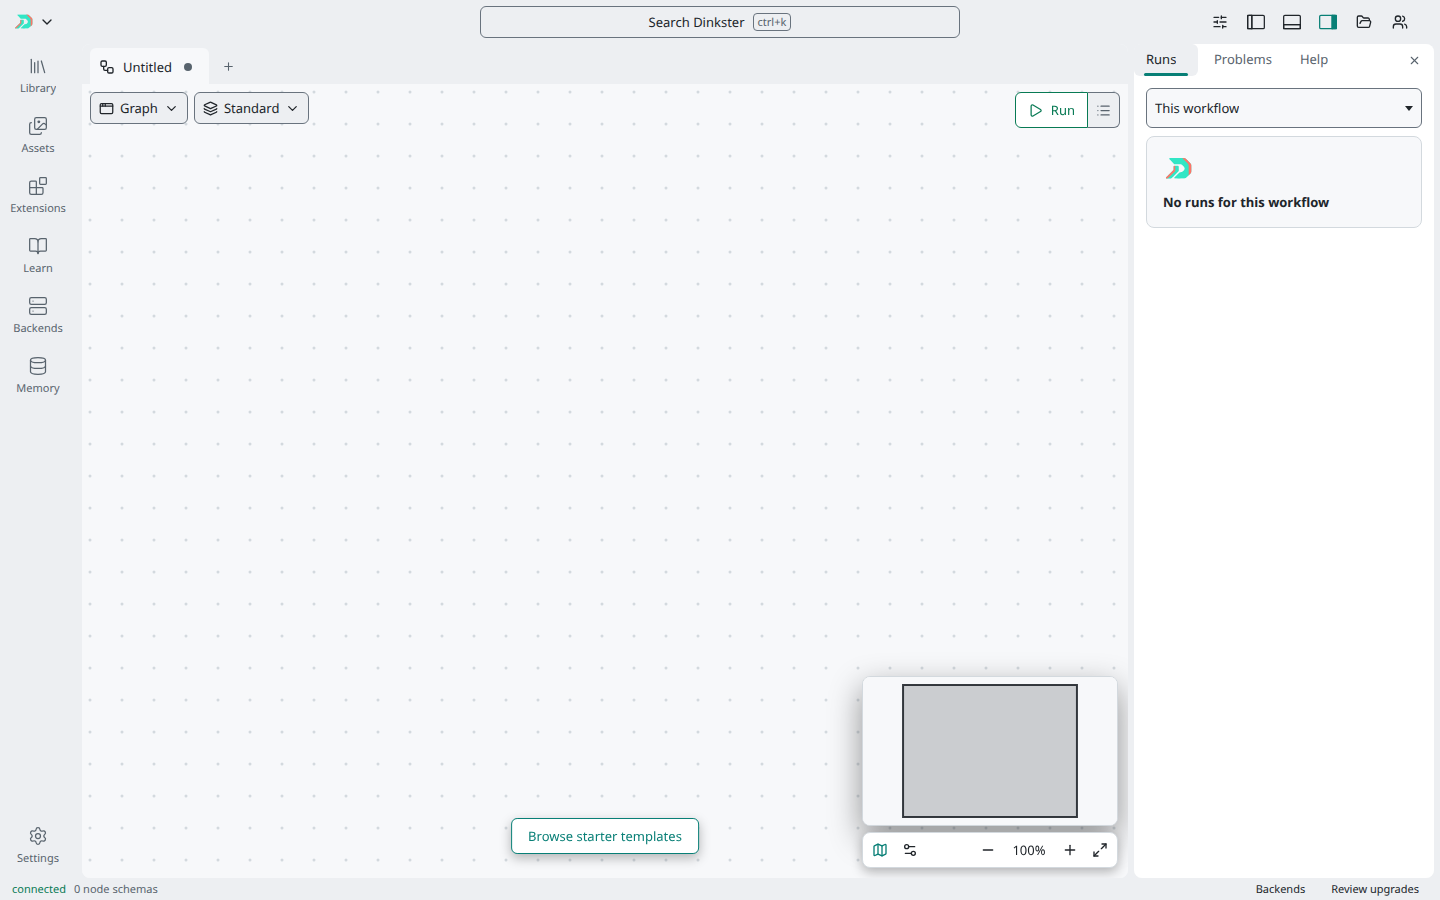 Search Dinkster ctrl+k
Library
Assets
Extensions
Learn
Backends
Memory
Settings
Untitled
Graph
Standard
Run
Browse starter templates
100%
Runs Problems Help
This workflow
No runs for this workflow
connected 0 node schemas
Backends Review upgrades